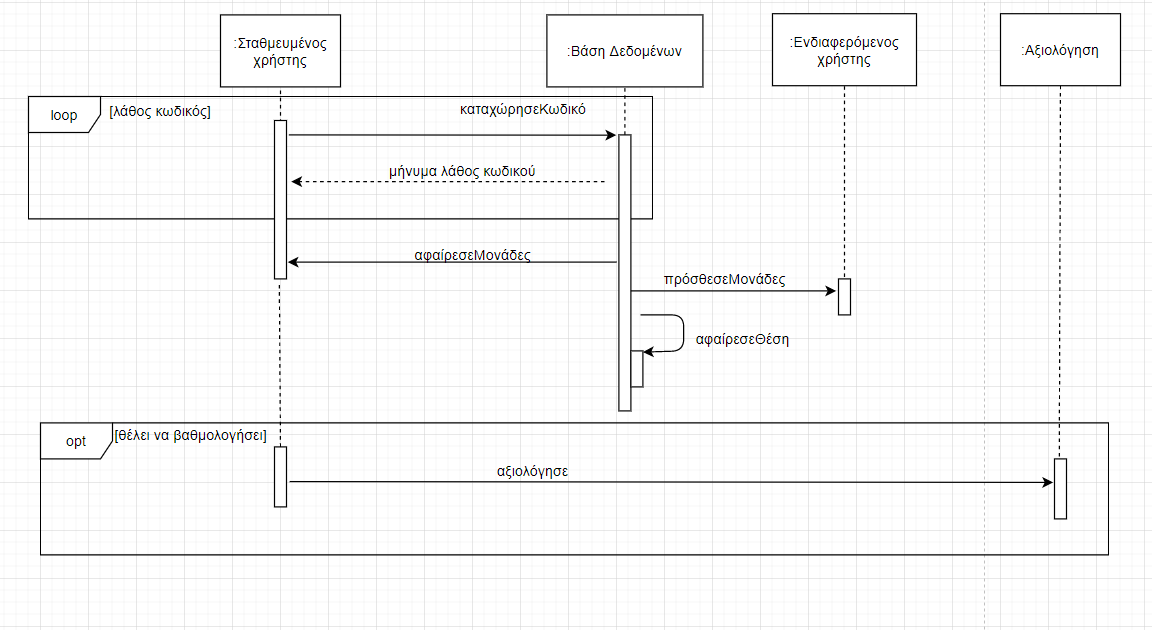 :Σταθμευμένος
χρήστης
:Βάση Δεδομένων
:Ενδιαφερόμενος
χρήστης
:Αξιολόγηση
loop
[λάθος κωδικός]
καταχώρησεΚωδικό
μήνυμα λάθος κωδικού
αφαίρεσεΜονάδες
πρόσθεσεΜονάδες
αφαίρεσεΘέση
opt
[θέλει να βαθμολογήσει]
αξιολόγησε